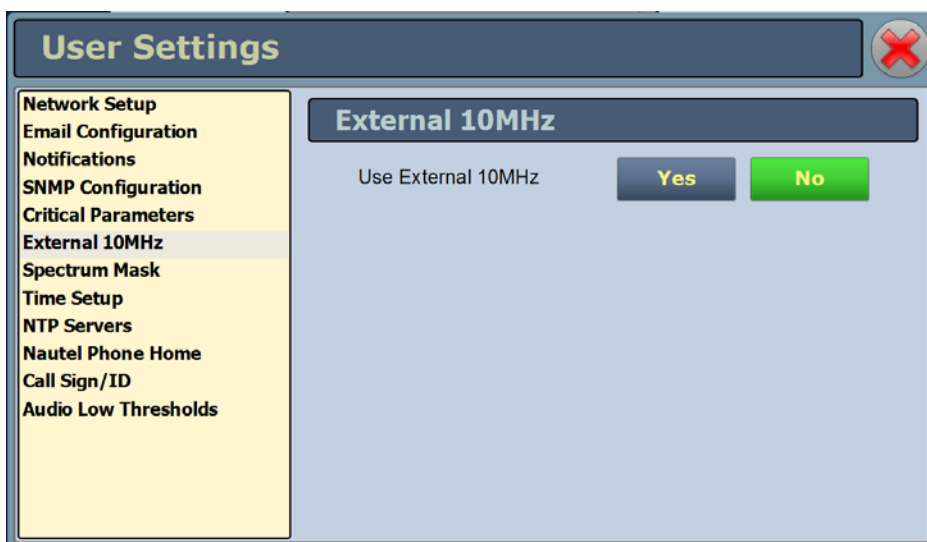 User Settings
Network Setup
Email Configuration
Notifications
SNMP Configuration
Critical Parameters
External 10MHz
Spectrum Mask
Time Setup
NTP Servers
Nautel Phone Home
Call Sign/ID
Audio Low Thresholds
External 10MHz
Use External 10MHz Yes No